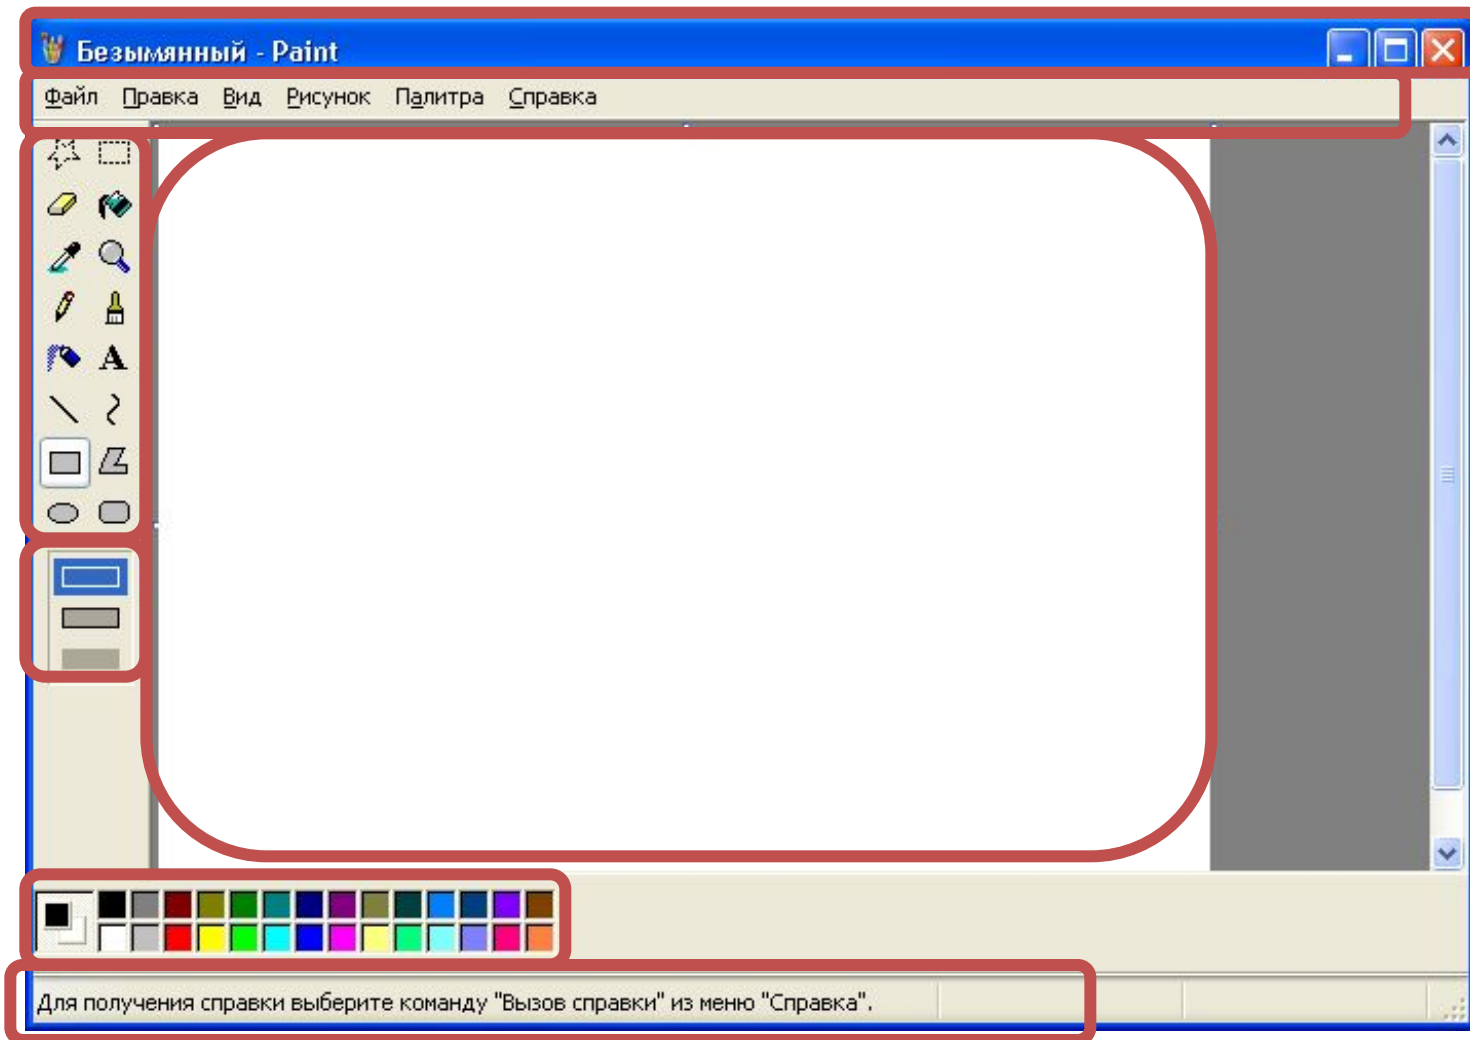 Безымянный - Paint
Файл Правка Вид Рисунок Палитра Справка
A
Для получения справки выберите команду "Вызов справки" из меню "Справка".